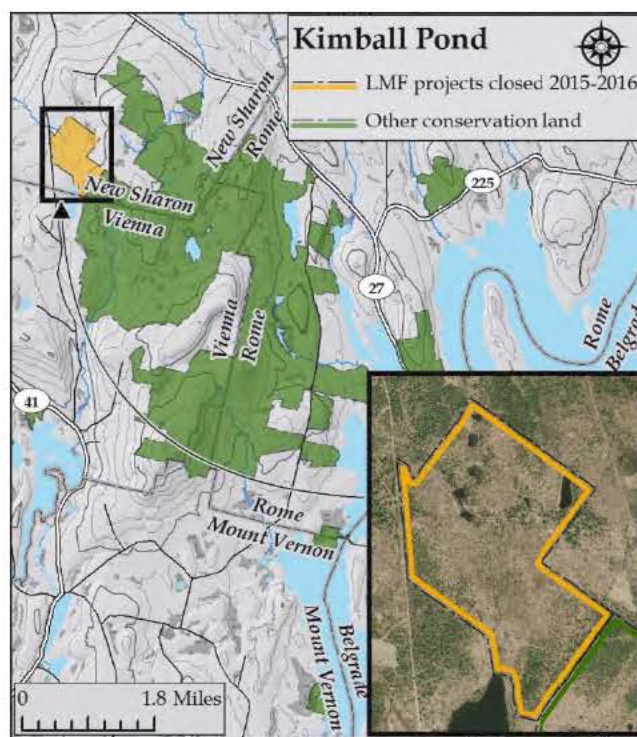 Kimball Pond
LMF projects closed 2015-2016
Other conservation land
New Sharon
Rome
225
New Sharon
Vienna
27
Rome
Belgrade
Vienna
Rome
41
Rome
Mount Vernon
Mount Vernon
Belgrade
0 1.8 Miles